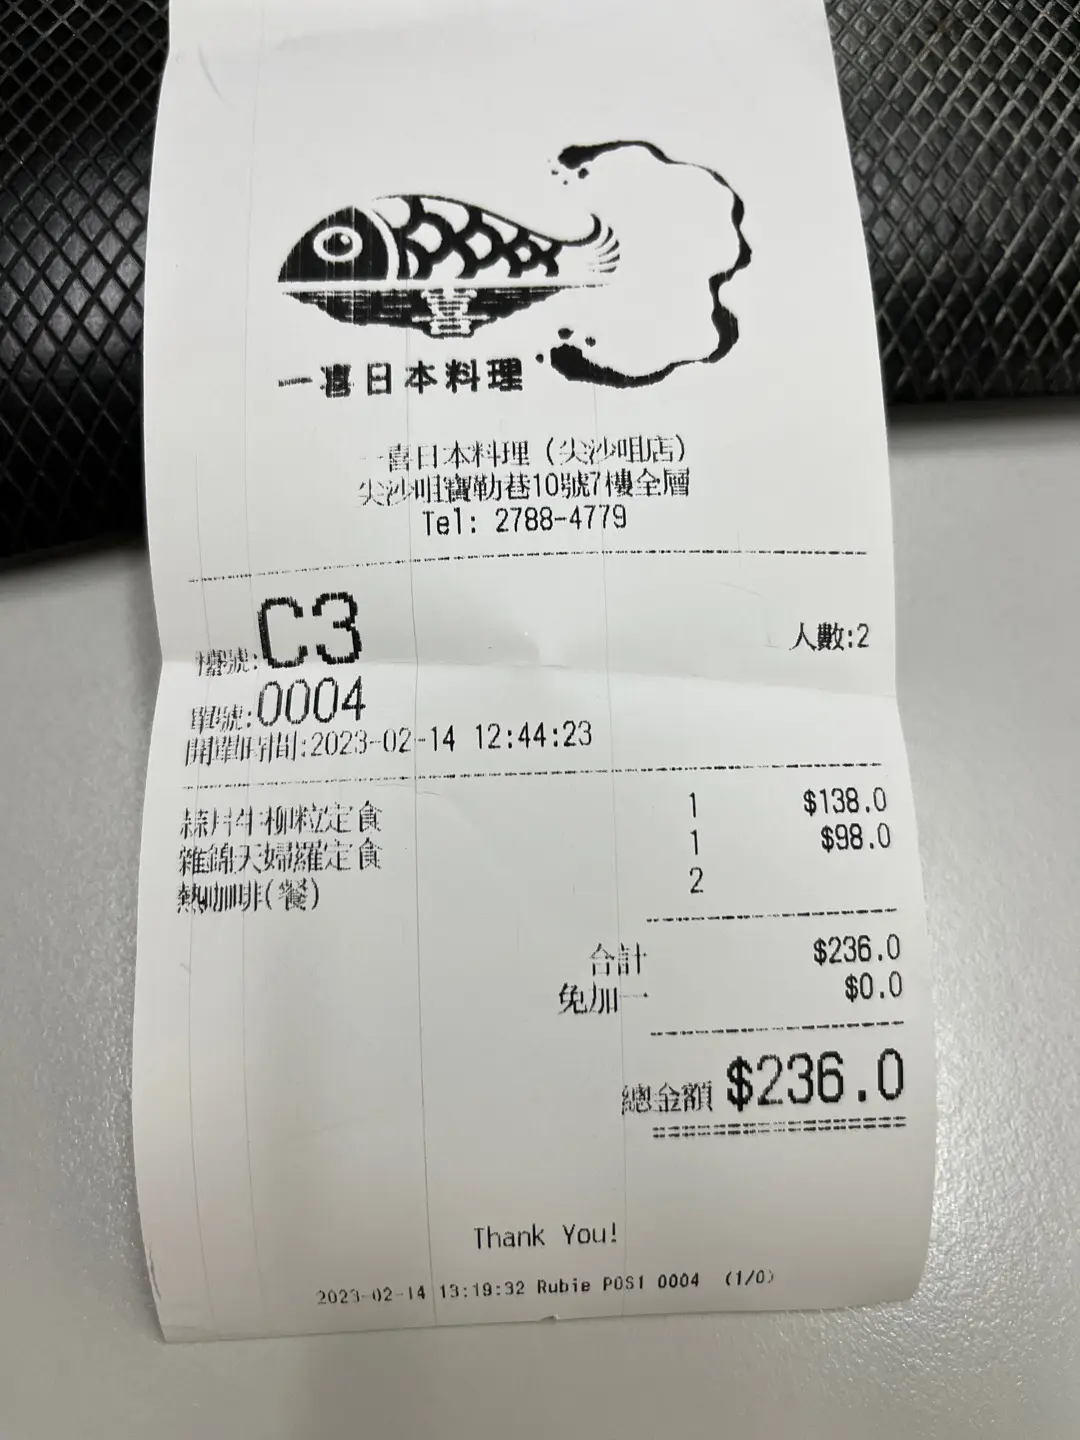 喜
一喜日本料理
一喜日本料理 (尖沙咀店)
尖沙咀寶勒巷10號7樓全層
Tel: 2788-4779
檯號:C3 人數:2
單號:0004
開單時間:2023-02-14 12:44:23
蒜片牛柳粒定食 1 $138.0
雜錦天婦羅定食 1 $98.0
熱咖啡(餐) 2
合計 $236.0
免加一 $0.0
總金額 $236.0
Thank You!
2023-02-14 13:19:32 Rubie POS1 0004 (1/0)